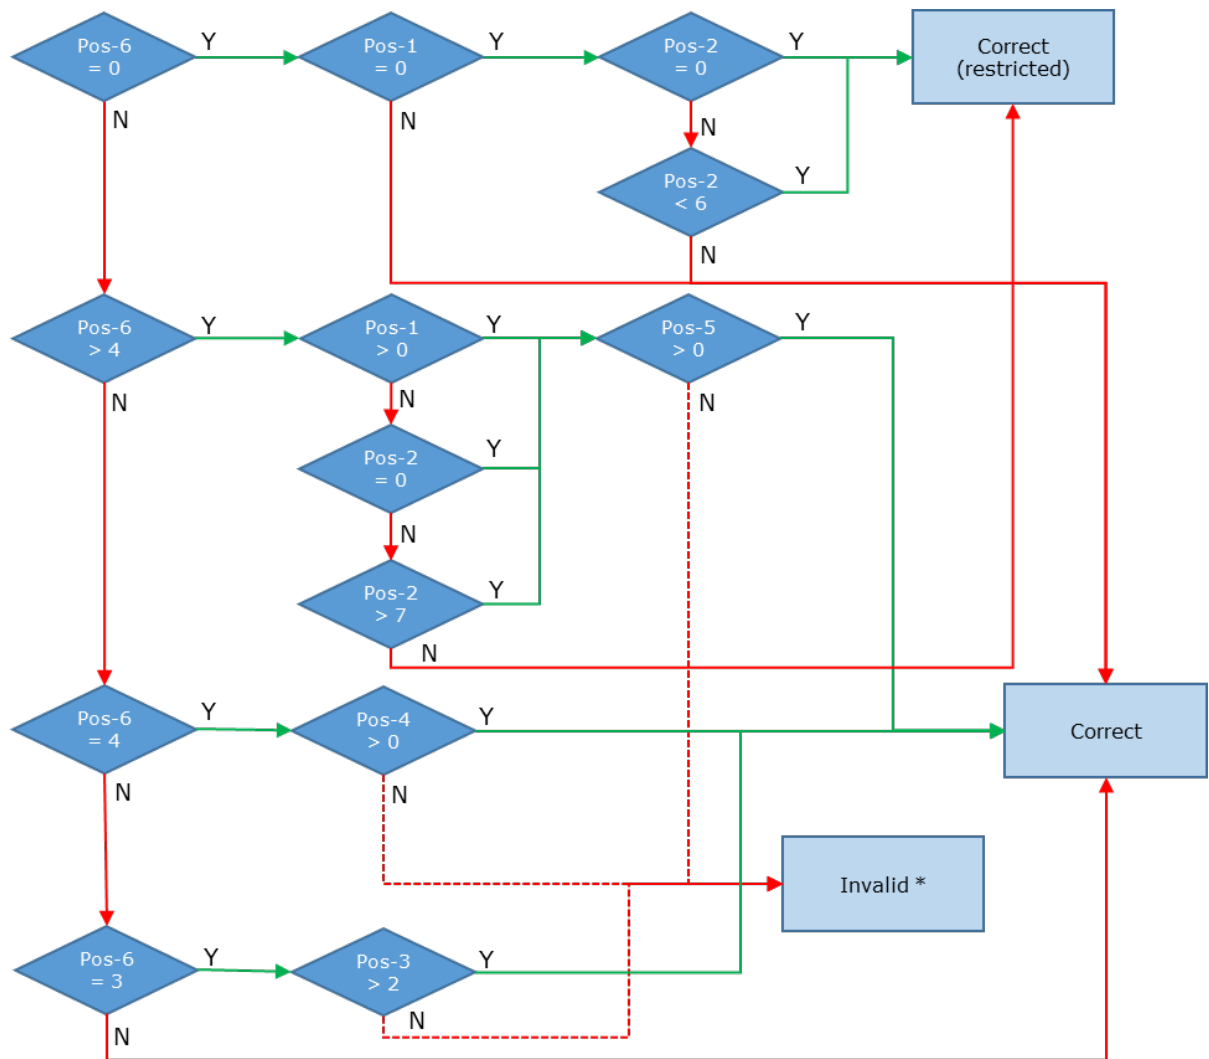 Pos-6
= 0
Y
Pos-1
= 0
Y
Pos-2
= 0
Y
Correct
(restricted)
N
N
N
Pos-2
< 6
Y
N
Pos-6
> 4
Y
Pos-1
> 0
Y
Pos-5
> 0
Y
N
N
N
Pos-2
= 0
Y
N
Pos-2
> 7
Y
N
Pos-6
= 4
Y
Pos-4
> 0
Y
Correct
N
N
Invalid *
Pos-6
= 3
Y
Pos-3
> 2
Y
N
N